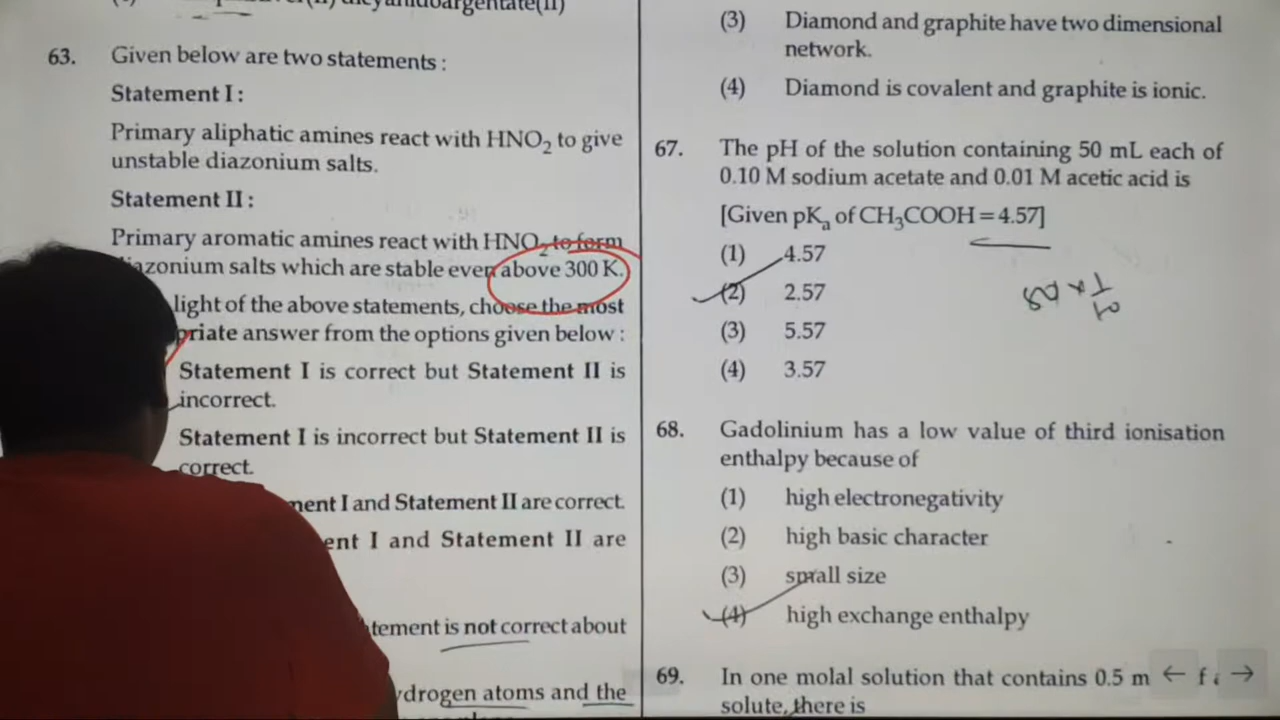 63. Given below are two statements :
Statement I :
Primary aliphatic amines react with HNO₂ to give
unstable diazonium salts.
Statement II :
Primary aromatic amines react with HNO₂ to form
diazonium salts which are stable even above 300 K.
light of the above statements, choose the most
priate answer from the options given below :
Statement I is correct but Statement II is
incorrect.
Statement I is incorrect but Statement II is
correct.
ment I and Statement II are correct.
ent I and Statement II are
tement is not correct about
ydrogen atoms and the
(3) Diamond and graphite have two dimensional
network.
(4) Diamond is covalent and graphite is ionic.
67. The pH of the solution containing 50 mL each of
0.10 M sodium acetate and 0.01 M acetic acid is
[Given pKₐ of CH₃COOH = 4.57]
(1) 4.57
(2) 2.57
(3) 5.57
(4) 3.57
68. Gadolinium has a low value of third ionisation
enthalpy because of
(1) high electronegativity
(2) high basic character
(3) small size
(4) high exchange enthalpy
69. In one molal solution that contains 0.5 m
solute, there is